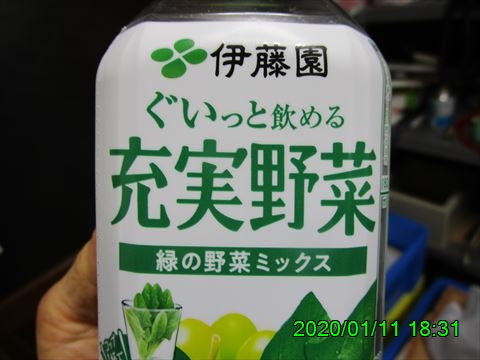 伊藤園
ぐいっと飲める
充実野菜
緑の野菜ミックス
2020/01/11 18:31